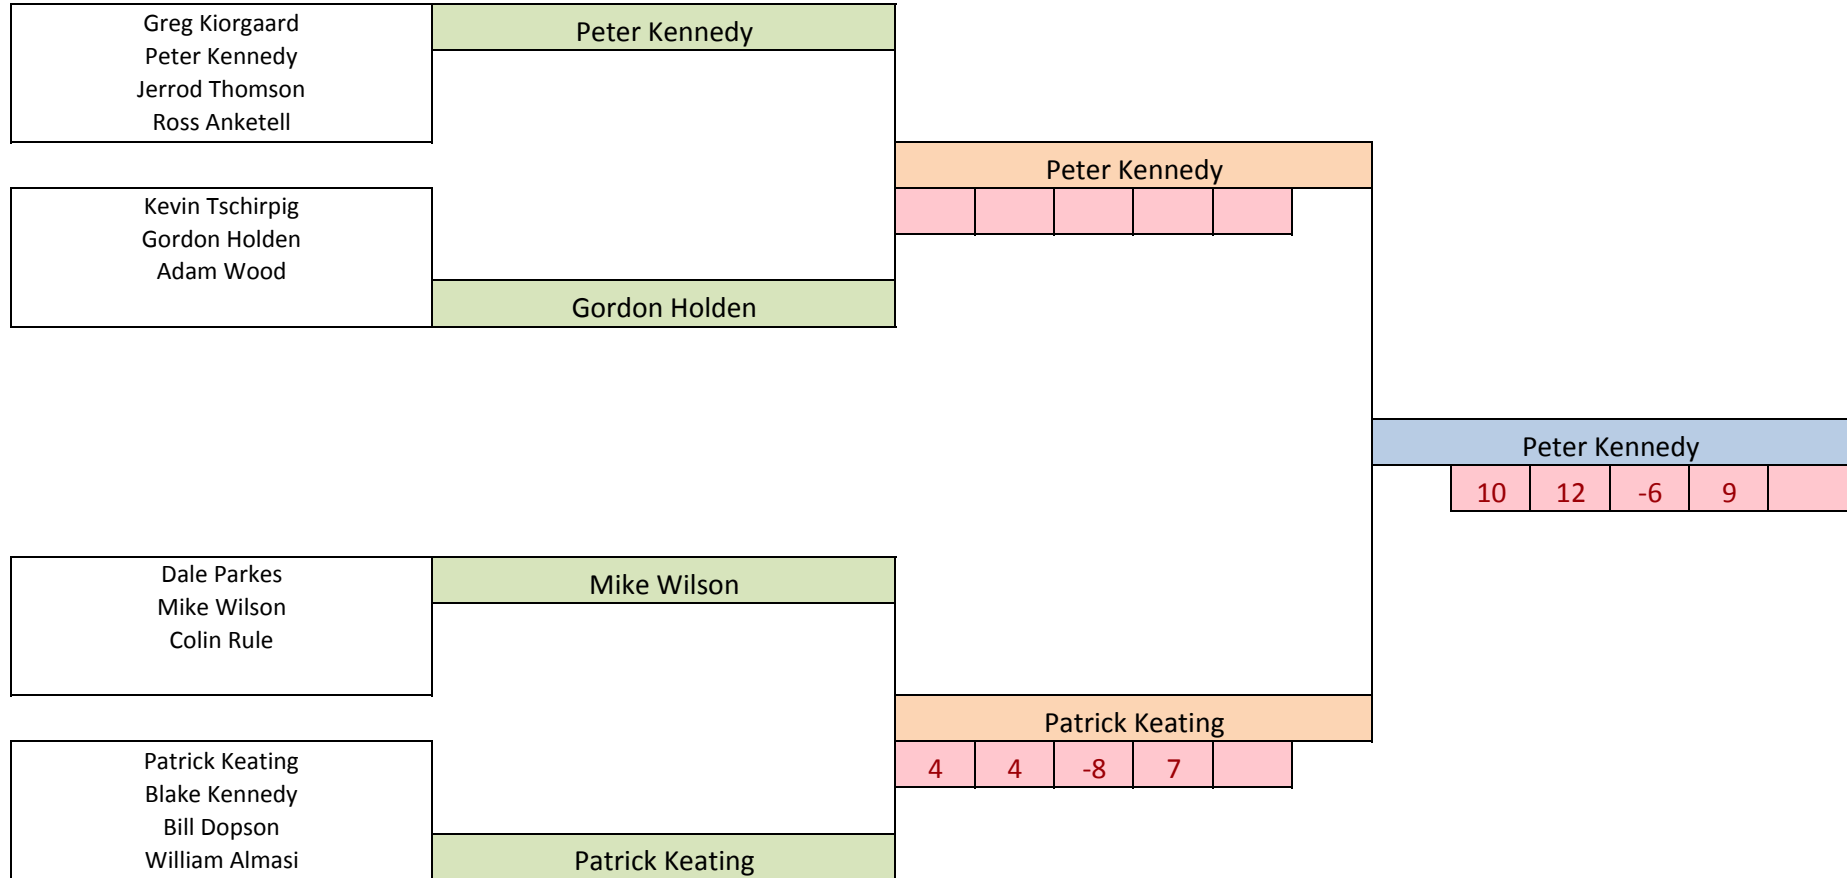 Greg Kiorgaard
Peter Kennedy
Jerrod Thomson
Ross Anketell
Peter Kennedy
Peter Kennedy
Kevin Tschirpig
Gordon Holden
Adam Wood
Gordon Holden
Peter Kennedy
10 12 -6 9
Dale Parkes
Mike Wilson
Colin Rule
Mike Wilson
Patrick Keating
4 4 -8 7
Patrick Keating
Blake Kennedy
Bill Dopson
William Almasi
Patrick Keating